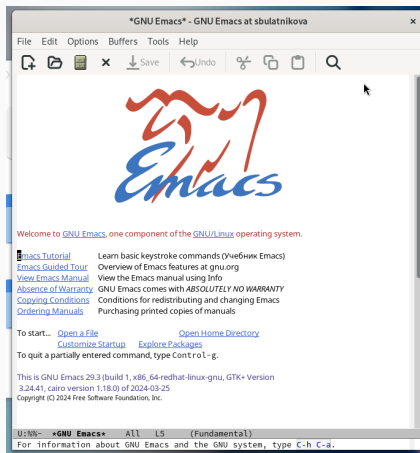 *GNU Emacs* - GNU Emacs at sbulatnikova ×
File Edit Options Buffers Tools Help
Save Undo
Emacs
Welcome to GNU Emacs, one component of the GNU/Linux operating system.
Emacs Tutorial Learn basic keystroke commands (Учебник Emacs)
Emacs Guided Tour Overview of Emacs features at gnu.org
View Emacs Manual View the Emacs manual using Info
Absence of Warranty GNU Emacs comes with ABSOLUTELY NO WARRANTY
Copying Conditions Conditions for redistributing and changing Emacs
Ordering Manuals Purchasing printed copies of manuals
To start... Open a File Open Home Directory
Customize Startup Explore Packages
To quit a partially entered command, type Control-g.
This is GNU Emacs 29.3 (build 1, x86_64-redhat-linux-gnu, GTK+ Version
3.24.41, cairo version 1.18.0) of 2024-03-25
Copyright (C) 2024 Free Software Foundation, Inc.
U:%%- *GNU Emacs* All L5 (Fundamental)
For information about GNU Emacs and the GNU system, type C-h C-a.